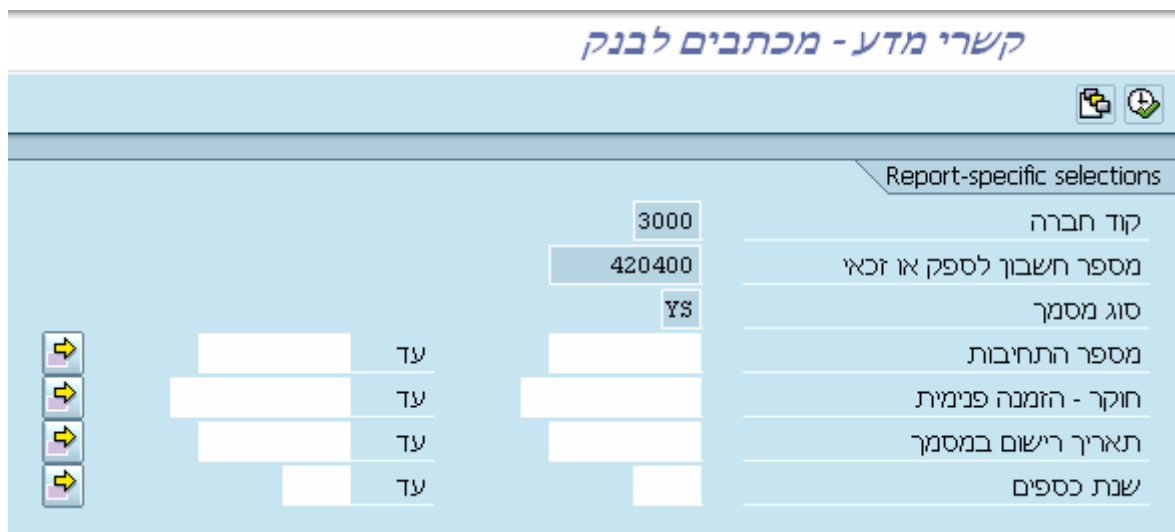 קשרי מדע - מכתבים לבנק
Report-specific selections
קוד חברה 3000
מספר חשבון לספק או זכאי 420400
סוג מסמך YS
מספר התחיבות עד
חוקר - הזמנה פנימית עד
תאריך רישום במסמך עד
שנת כספים עד